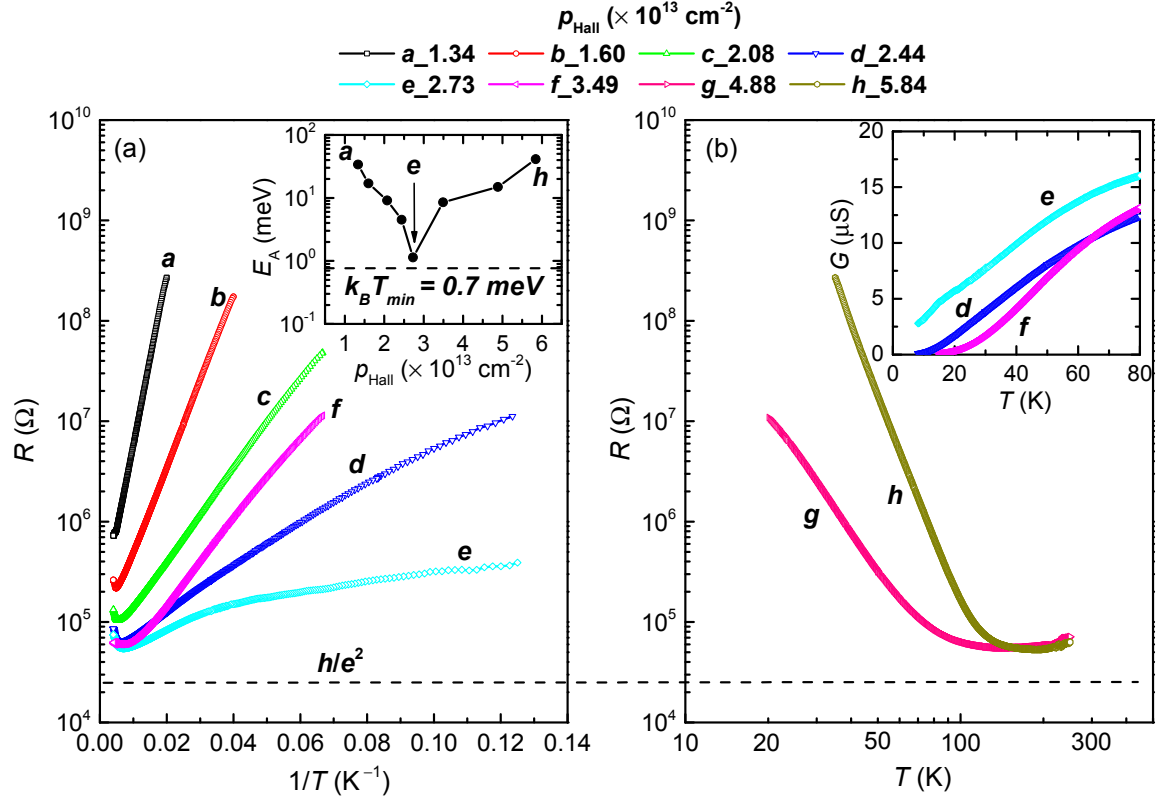 p_Hall (× 10^13 cm^-2)
a_1.34 b_1.60 c_2.08 d_2.44
e_2.73 f_3.49 g_4.88 h_5.84
(a)
R (Ω)
10^10
10^9
10^8
10^7
10^6
10^5
10^4
0.00 0.02 0.04 0.06 0.08 0.10 0.12 0.14
1/T (K^-1)
a
b
c
f
d
e
h/e^2
E_A (meV)
10^2
10^1
10^0
10^-1
a
e
h
k_BT_min = 0.7 meV
1 2 3 4 5 6
p_Hall (× 10^13 cm^-2)
(b)
R (Ω)
10^10
10^9
10^8
10^7
10^6
10^5
10^4
10 20 50 100 300
T (K)
g
h
G (µS)
20
15
10
5
0
e
d
f
0 20 40 60 80
T (K)